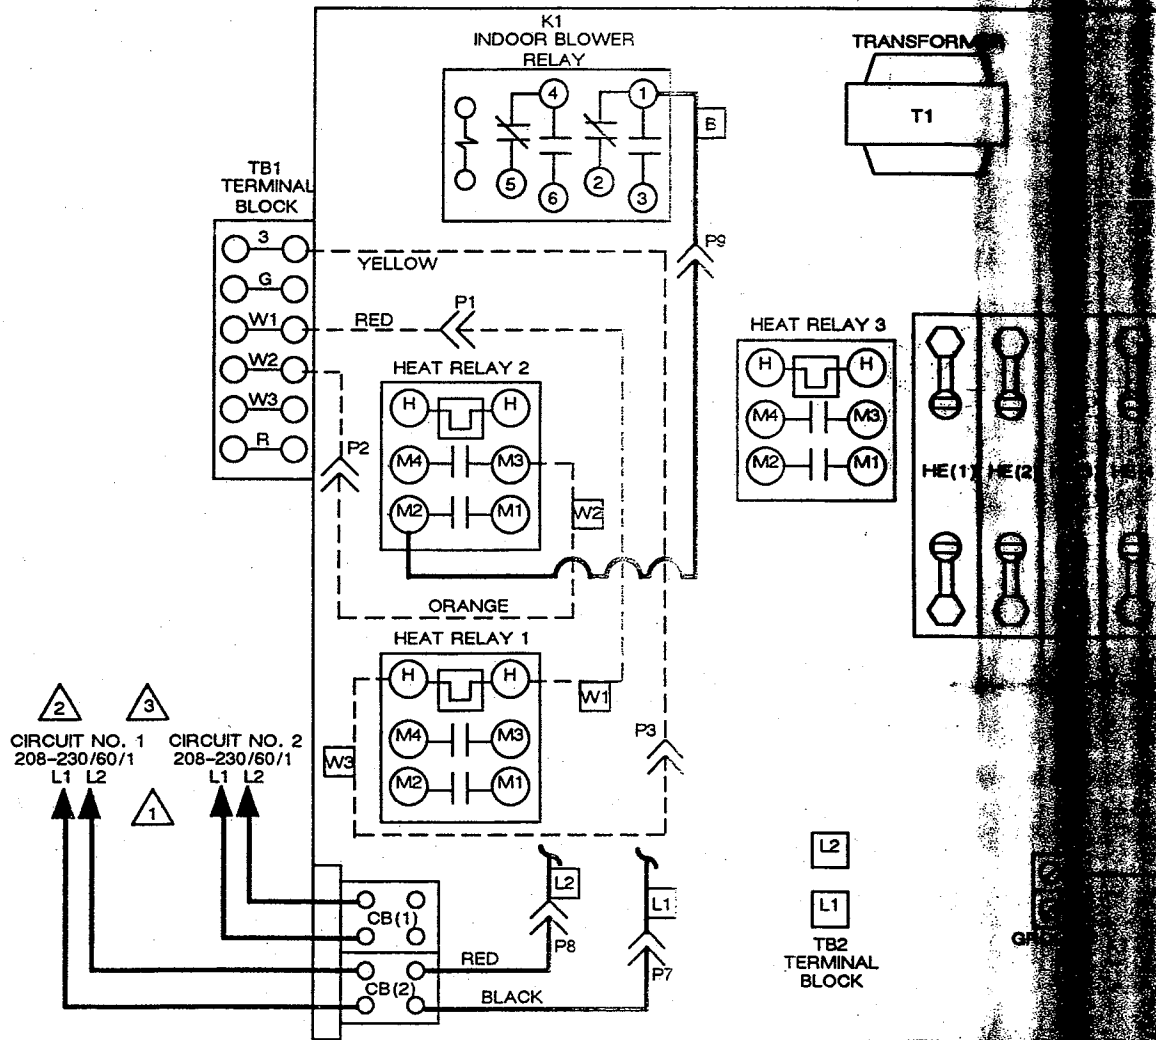 K1
INDOOR BLOWER
RELAY
4
1
5
6
2
3
B
TRANSFORMER
T1
TB1
TERMINAL
BLOCK
3
G
W1
W2
W3
R
YELLOW
P9
RED
P1
P2
HEAT RELAY 2
H H
M4 M3
M2 M1
W2
ORANGE
HEAT RELAY 3
H H
M4 M3
M2 M1
HE(1) HE(2)
HEAT RELAY 1
H H
M4 M3
M2 M1
W1
W3
P3
2
3
CIRCUIT NO. 1
208-230/60/1
L1 L2
CIRCUIT NO. 2
208-230/60/1
L1 L2
1
CB(1)
CB(2)
RED
BLACK
L2
P8
L1
P7
L2
L1
TB2
TERMINAL
BLOCK